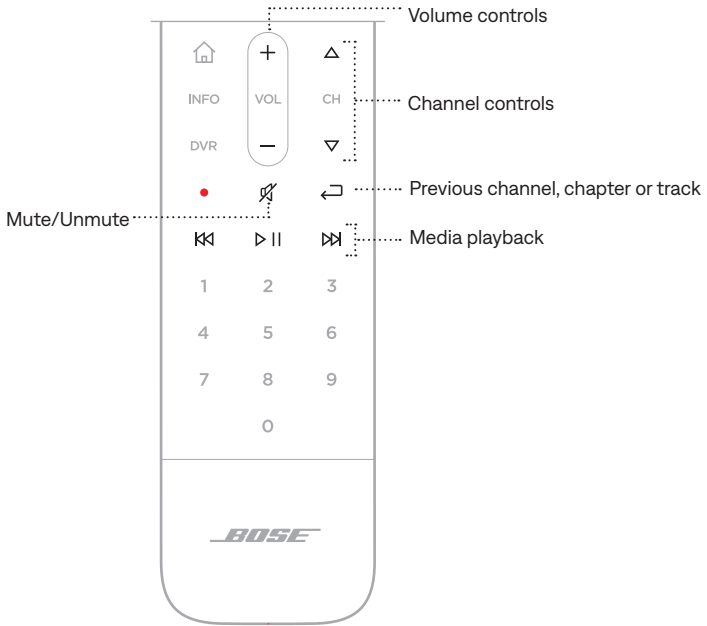 Volume controls
INFO VOL CH
Channel controls
DVR
Previous channel, chapter or track
Mute/Unmute
Media playback
1 2 3
4 5 6
7 8 9
0
BOSE